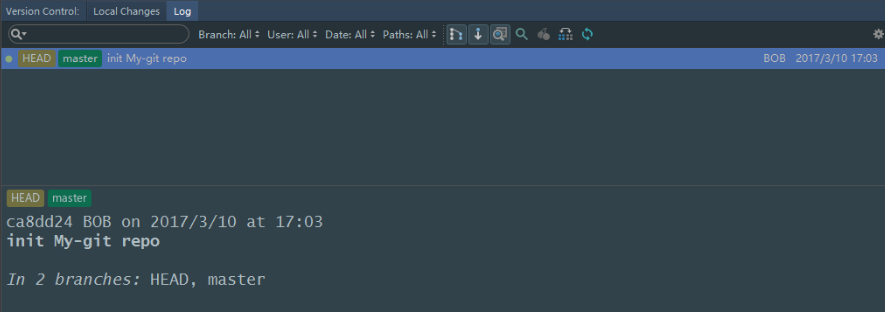 Version Control: Local Changes Log
Branch: All User: All Date: All Paths: All
HEAD master init My-git repo BOB 2017/3/10 17:03
HEAD master
ca8dd24 BOB on 2017/3/10 at 17:03
init My-git repo
In 2 branches: HEAD, master